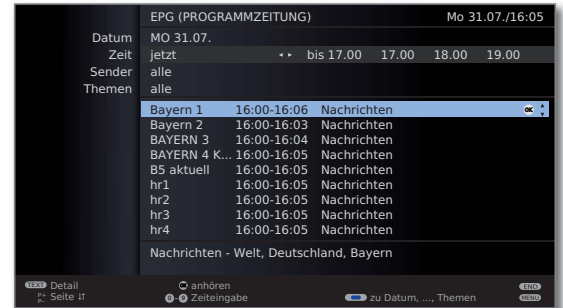 EPG (PROGRAMMZEITUNG) Mo 31.07./16:05
Datum MO 31.07.
Zeit jetzt bis 17.00 17.00 18.00 19.00
Sender alle
Themen alle
Bayern 1 16:00-16:06 Nachrichten OK
Bayern 2 16:00-16:03 Nachrichten
BAYERN 3 16:00-16:04 Nachrichten
BAYERN 4 K... 16:00-16:05 Nachrichten
B5 aktuell 16:00-16:05 Nachrichten
hr1 16:00-16:05 Nachrichten
hr2 16:00-16:05 Nachrichten
hr3 16:00-16:05 Nachrichten
hr4 16:00-16:05 Nachrichten
Nachrichten - Welt, Deutschland, Bayern
TEXT Detail OK anhören END
P+ P- Seite ↓↑ 0-9 Zeiteingabe zu Datum, ..., Themen MENU